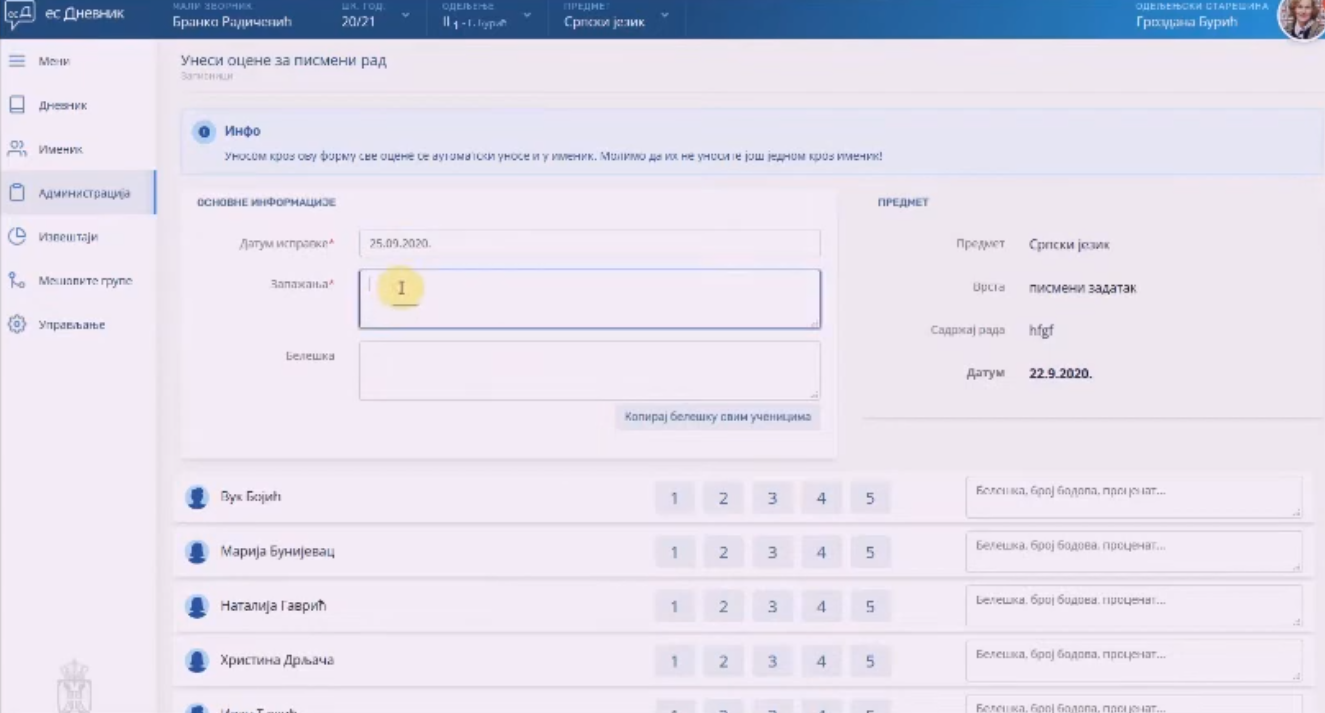 ес Дневник
МАЛИ ЗВОРНИК
Бранко Радичевић
ШК. ГОД.
20/21
ОДЕЉЕЊЕ
II 1 -
ПРЕДМЕТ
Српски језик
ОДЕЉЕЊСКИ СТАРЕШИНА
Гроздана Бурић
Мени
Дневник
Именик
Администрација
Извештаји
Мешовите групе
Управљање
Унеси оцене за писмени рад
Записници
Инфо
Уносом кроз ову форму све оцене се аутоматски уносе и у именик. Молимо да их не уносите још једном кроз именик!
ОСНОВНЕ ИНФОРМАЦИЈЕ
Датум исправке* 25.09.2020.
Запажања*
Белешка
Копирај белешку свим ученицима
ПРЕДМЕТ
Предмет Српски језик
Врста писмени задатак
Садржај рада hfgf
Датум 22.9.2020.
Вук Бојић 1 2 3 4 5 Белешка, број бодова, проценат...
Марија Бунијевац 1 2 3 4 5 Белешка, број бодова, проценат...
Наталија Гаврић 1 2 3 4 5 Белешка, број бодова, проценат...
Христина Дрљача 1 2 3 4 5 Белешка, број бодова, проценат...
Белешка, број бодова, проценат...